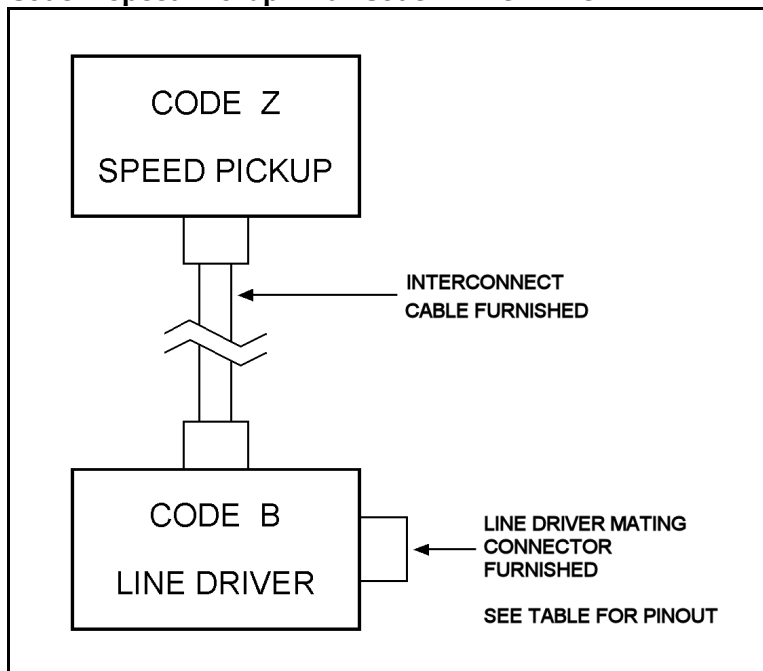 CODE Z
SPEED PICKUP
INTERCONNECT
CABLE FURNISHED
CODE B
LINE DRIVER
LINE DRIVER MATING
CONNECTOR
FURNISHED
SEE TABLE FOR PINOUT